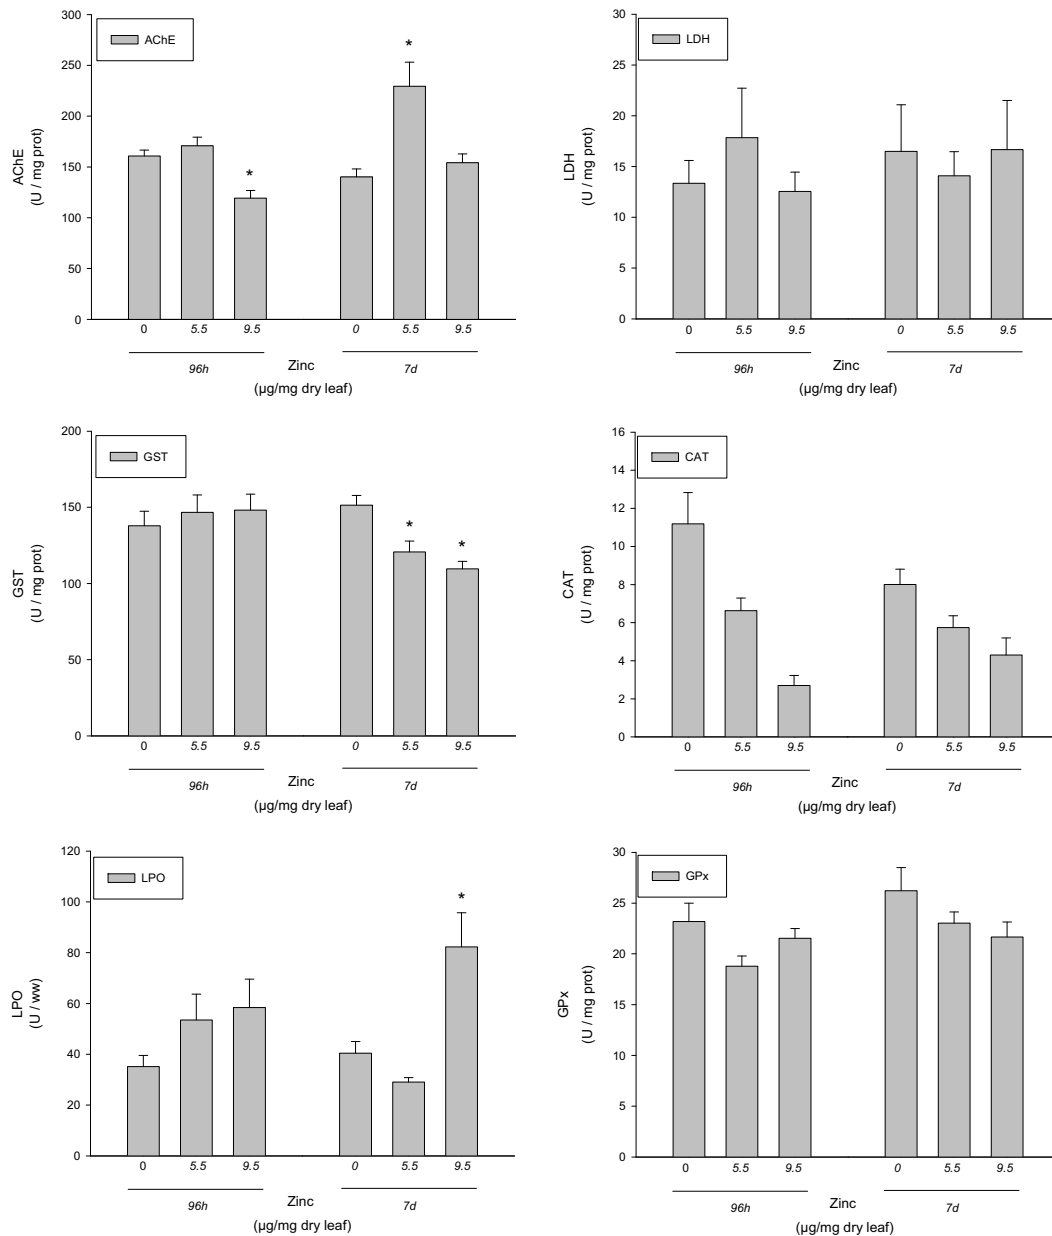 AChE
300
250
200
150
100
50
0
AChE
(U / mg prot)
*
*
0 5.5 9.5 0 5.5 9.5
96h Zinc 7d
(µg/mg dry leaf)
LDH
30
25
20
15
10
5
0
LDH
(U / mg prot)
0 5.5 9.5 0 5.5 9.5
96h Zinc 7d
(µg/mg dry leaf)
GST
200
150
100
50
0
GST
(U / mg prot)
*
*
0 5.5 9.5 0 5.5 9.5
96h Zinc 7d
(µg/mg dry leaf)
CAT
16
14
12
10
8
6
4
2
0
CAT
(U / mg prot)
0 5.5 9.5 0 5.5 9.5
96h Zinc 7d
(µg/mg dry leaf)
LPO
120
100
80
60
40
20
0
LPO
(U / ww)
*
0 5.5 9.5 0 5.5 9.5
96h Zinc 7d
(µg/mg dry leaf)
GPx
30
25
20
15
10
5
0
GPx
(U / mg prot)
0 5.5 9.5 0 5.5 9.5
96h Zinc 7d
(µg/mg dry leaf)